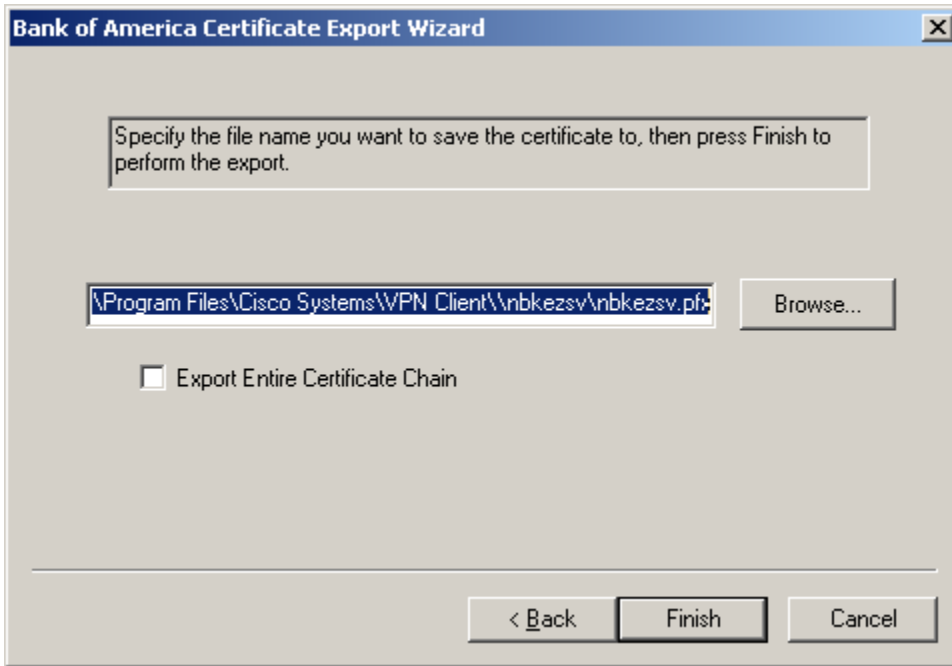 Bank of America Certificate Export Wizard
Specify the file name you want to save the certificate to, then press Finish to
perform the export.
\Program Files\Cisco Systems\VPN Client\\nbkezsv\nbkezsv.pfx
Browse...
Export Entire Certificate Chain
< Back
Finish
Cancel